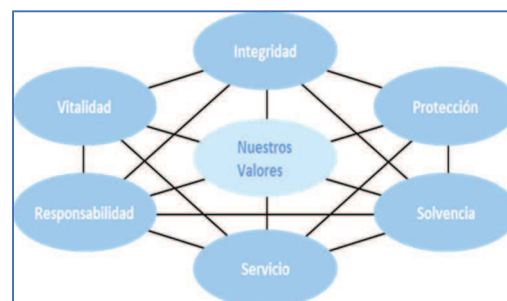 Integridad
Vitalidad
Protección
Nuestros
Valores
Responsabilidad
Solvencia
Servicio